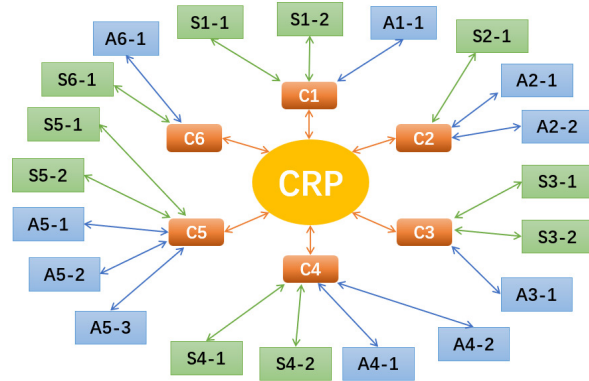 S1-1
S1-2
A1-1
A6-1
S2-1
S6-1
A2-1
C1
S5-1
C6
C2
A2-2
S5-2
CRP
S3-1
A5-1
C5
C3
S3-2
A5-2
C4
A3-1
A5-3
S4-1
S4-2
A4-1
A4-2